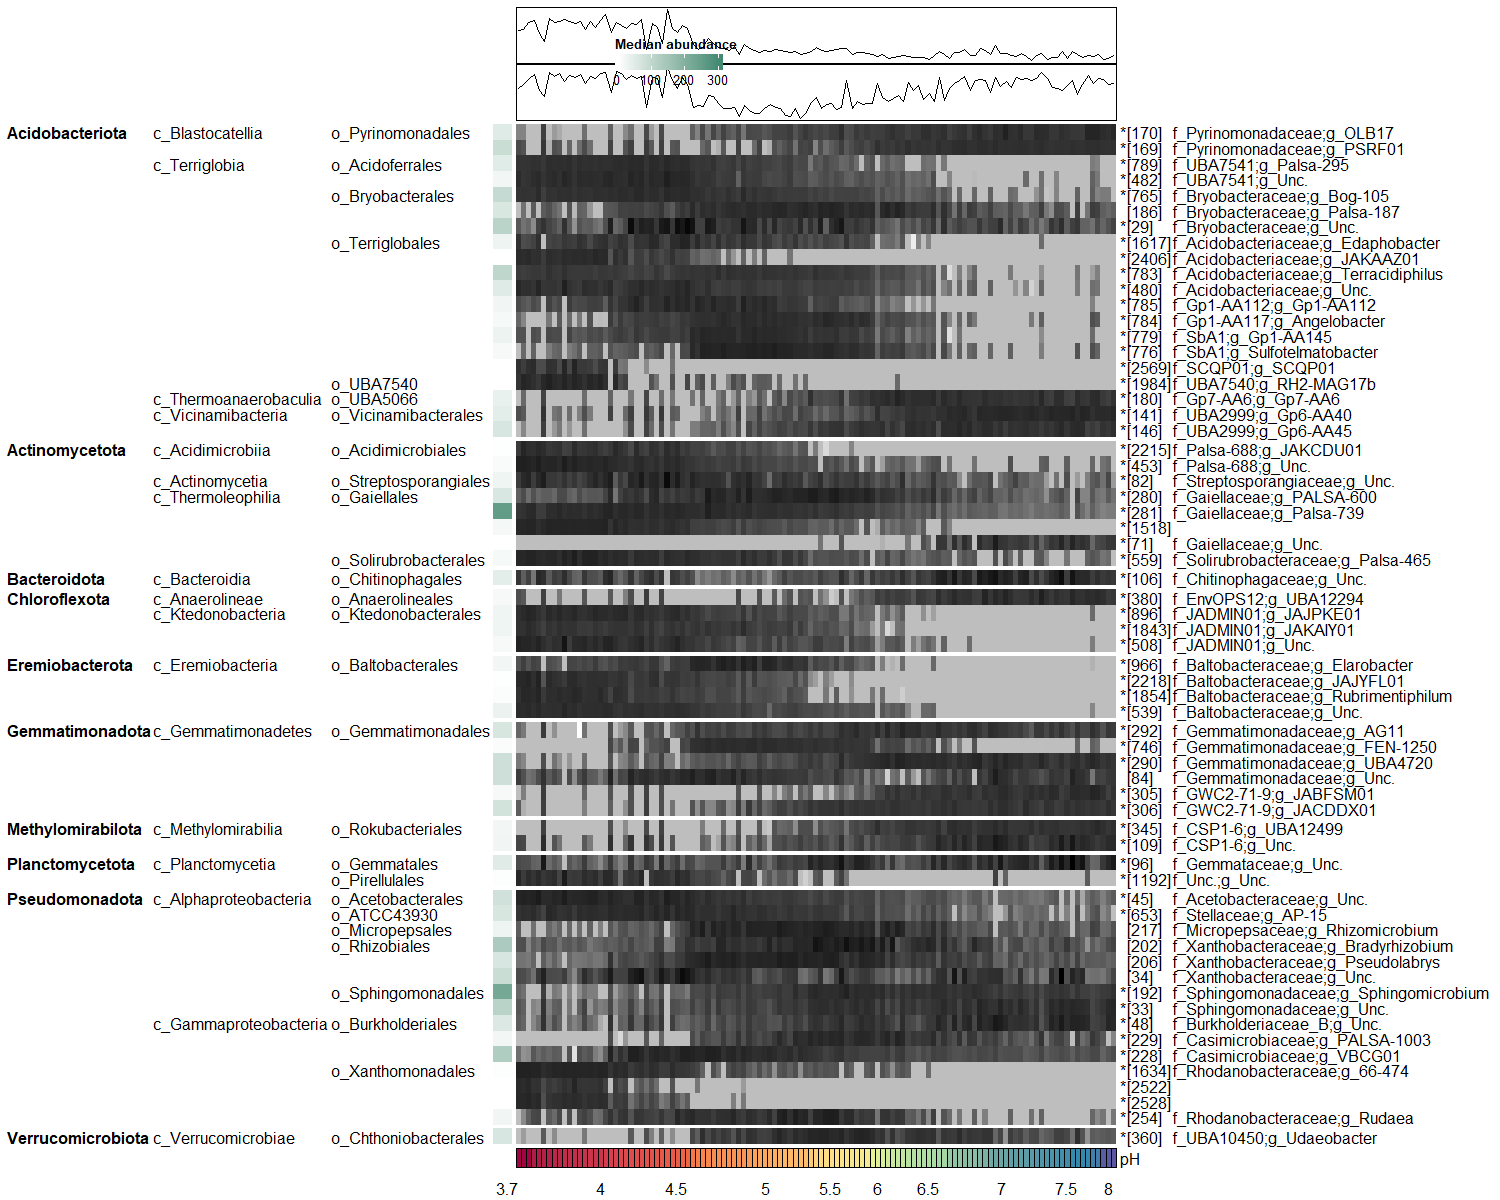 Median abundance
0 100 200 300
Acidobacteriota c_Blastocatellia o_Pyrinomonadales *[170] f_Pyrinomonadaceae;g_OLB17
*[169] f_Pyrinomonadaceae;g_PSRF01
c_Terriglobia o_Acidoferrales *[789] f_UBA7541;g_Palsa-295
*[482] f_UBA7541;g_Unc.
o_Bryobacterales *[765] f_Bryobacteraceae;g_Bog-105
[186] f_Bryobacteraceae;g_Palsa-187
*[29] f_Bryobacteraceae;g_Unc.
o_Terriglobales *[1617] f_Acidobacteriaceae;g_Edaphobacter
*[2406] f_Acidobacteriaceae;g_JAKAAZ01
*[783] f_Acidobacteriaceae;g_Terracidiphilus
*[480] f_Acidobacteriaceae;g_Unc.
*[785] f_Gp1-AA112;g_Gp1-AA112
*[784] f_Gp1-AA117;g_Angelobacter
*[779] f_SbA1;g_Gp1-AA145
*[776] f_SbA1;g_Sulfotelmatobacter
*[2569] f_SCQP01;g_SCQP01
o_UBA7540 *[1984] f_UBA7540;g_RH2-MAG17b
c_Thermoanaerobaculia o_UBA5066 *[180] f_Gp7-AA6;g_Gp7-AA6
c_Vicinamibacteria o_Vicinamibacterales *[141] f_UBA2999;g_Gp6-AA40
*[146] f_UBA2999;g_Gp6-AA45
Actinomycetota c_Acidimicrobiia o_Acidimicrobiales *[2215] f_Palsa-688;g_JAKCDU01
*[453] f_Palsa-688;g_Unc.
c_Actinomycetia o_Streptosporangiales *[82] f_Streptosporangiaceae;g_Unc.
c_Thermoleophilia o_Gaiellales *[280] f_Gaiellaceae;g_PALSA-600
*[281] f_Gaiellaceae;g_Palsa-739
*[1518]
*[71] f_Gaiellaceae;g_Unc.
o_Solirubrobacterales *[559] f_Solirubrobacteraceae;g_Palsa-465
Bacteroidota c_Bacteroidia o_Chitinophagales *[106] f_Chitinophagaceae;g_Unc.
Chloroflexota c_Anaerolineae o_Anaerolineales *[380] f_EnvOPS12;g_UBA12294
c_Ktedonobacteria o_Ktedonobacterales *[896] f_JADMIN01;g_JAJPKE01
*[1843] f_JADMIN01;g_JAKAIY01
*[508] f_JADMIN01;g_Unc.
Eremiobacterota c_Eremiobacteria o_Baltobacterales *[966] f_Baltobacteraceae;g_Elarobacter
*[2218] f_Baltobacteraceae;g_JAJYFL01
*[1854] f_Baltobacteraceae;g_Rubrimentiphilum
*[539] f_Baltobacteraceae;g_Unc.
Gemmatimonadota c_Gemmatimonadetes o_Gemmatimonadales *[292] f_Gemmatimonadaceae;g_AG11
*[746] f_Gemmatimonadaceae;g_FEN-1250
*[290] f_Gemmatimonadaceae;g_UBA4720
[84] f_Gemmatimonadaceae;g_Unc.
*[305] f_GWC2-71-9;g_JABFSM01
*[306] f_GWC2-71-9;g_JACDDX01
Methylomirabilota c_Methylomirabilia o_Rokubacteriales *[345] f_CSP1-6;g_UBA12499
*[109] f_CSP1-6;g_Unc.
Planctomycetota c_Planctomycetia o_Gemmatales *[96] f_Gemmataceae;g_Unc.
o_Pirellulales *[1192] f_Unc.;g_Unc.
Pseudomonadota c_Alphaproteobacteria o_Acetobacterales *[45] f_Acetobacteraceae;g_Unc.
o_ATCC43930 *[653] f_Stellaceae;g_AP-15
o_Micropepsales [217] f_Micropepsaceae;g_Rhizomicrobium
o_Rhizobiales [202] f_Xanthobacteraceae;g_Bradyrhizobium
[206] f_Xanthobacteraceae;g_Pseudolabrys
[34] f_Xanthobacteraceae;g_Unc.
o_Sphingomonadales *[192] f_Sphingomonadaceae;g_Sphingomicrobium
*[33] f_Sphingomonadaceae;g_Unc.
c_Gammaproteobacteria o_Burkholderiales *[48] f_Burkholderiaceae_B;g_Unc.
*[229] f_Casimicrobiaceae;g_PALSA-1003
*[228] f_Casimicrobiaceae;g_VBCG01
o_Xanthomonadales *[1634] f_Rhodanobacteraceae;g_66-474
*[2522]
*[2528]
*[254] f_Rhodanobacteraceae;g_Rudaea
Verrucomicrobiota c_Verrucomicrobiae o_Chthoniobacterales *[360] f_UBA10450;g_Udaeobacter
pH
3.7 4 4.5 5 5.5 6 6.5 7 7.5 8